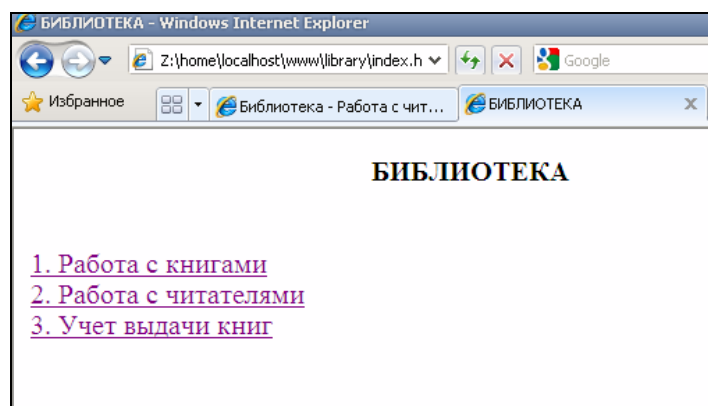 БИБЛИОТЕКА - Windows Internet Explorer
Z:\home\localhost\www\library\index.h
Google
Избранное
Библиотека - Работа с чит...
БИБЛИОТЕКА
БИБЛИОТЕКА
1. Работа с книгами
2. Работа с читателями
3. Учет выдачи книг